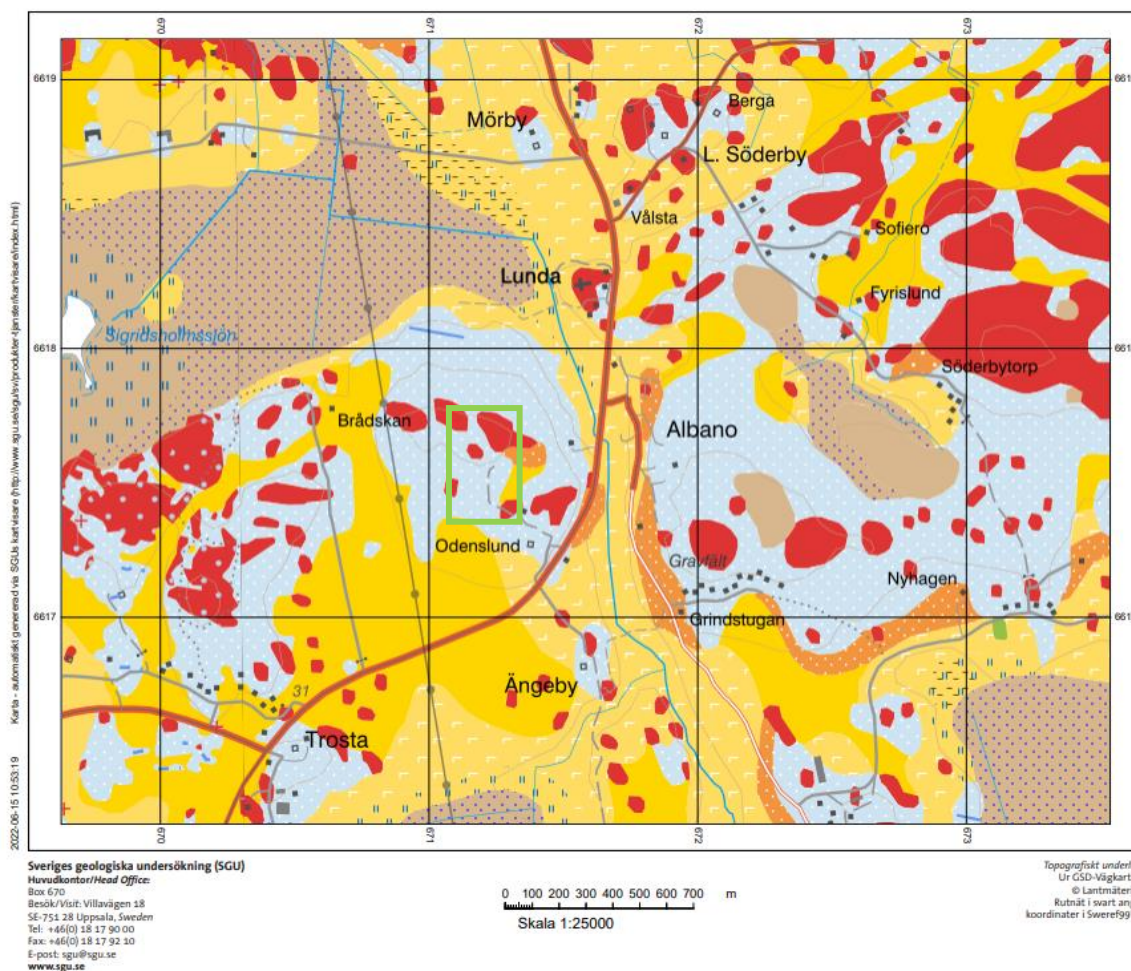 670
671
672
673
6619
661
Berga
Mörby
L. Söderby
Vålsta
Sofiero
Lunda
Fyrislund
Sigridsholmssjön
6618
661
Söderbytorp
Brådskan
Albano
Odenslund
Gravfält
Nyhagen
6617
661
Grindstugan
Ängeby
31
Trosta
670
671
672
673
Karta - automatiskt genererad via SGUs kartvisare (http://www.sgu.se/sgu/sv/produkter-tjanster/kartvisare/index.html)
2022-06-15 10:53:19
Sveriges geologiska undersökning (SGU)
Huvudkontor/Head Office:
Box 670
Besök/Visit: Villavägen 18
SE-751 28 Uppsala, Sweden
Tel: +46(0) 18 17 90 00
Fax: +46(0) 18 17 92 10
E-post: sgu@sgu.se
www.sgu.se
0 100 200 300 400 500 600 700 m
Skala 1:25000
Topografiskt underl
Ur GSD-Vägkart
© Lantmäter
Rutnät i svart ang
koordinater i Sweref99